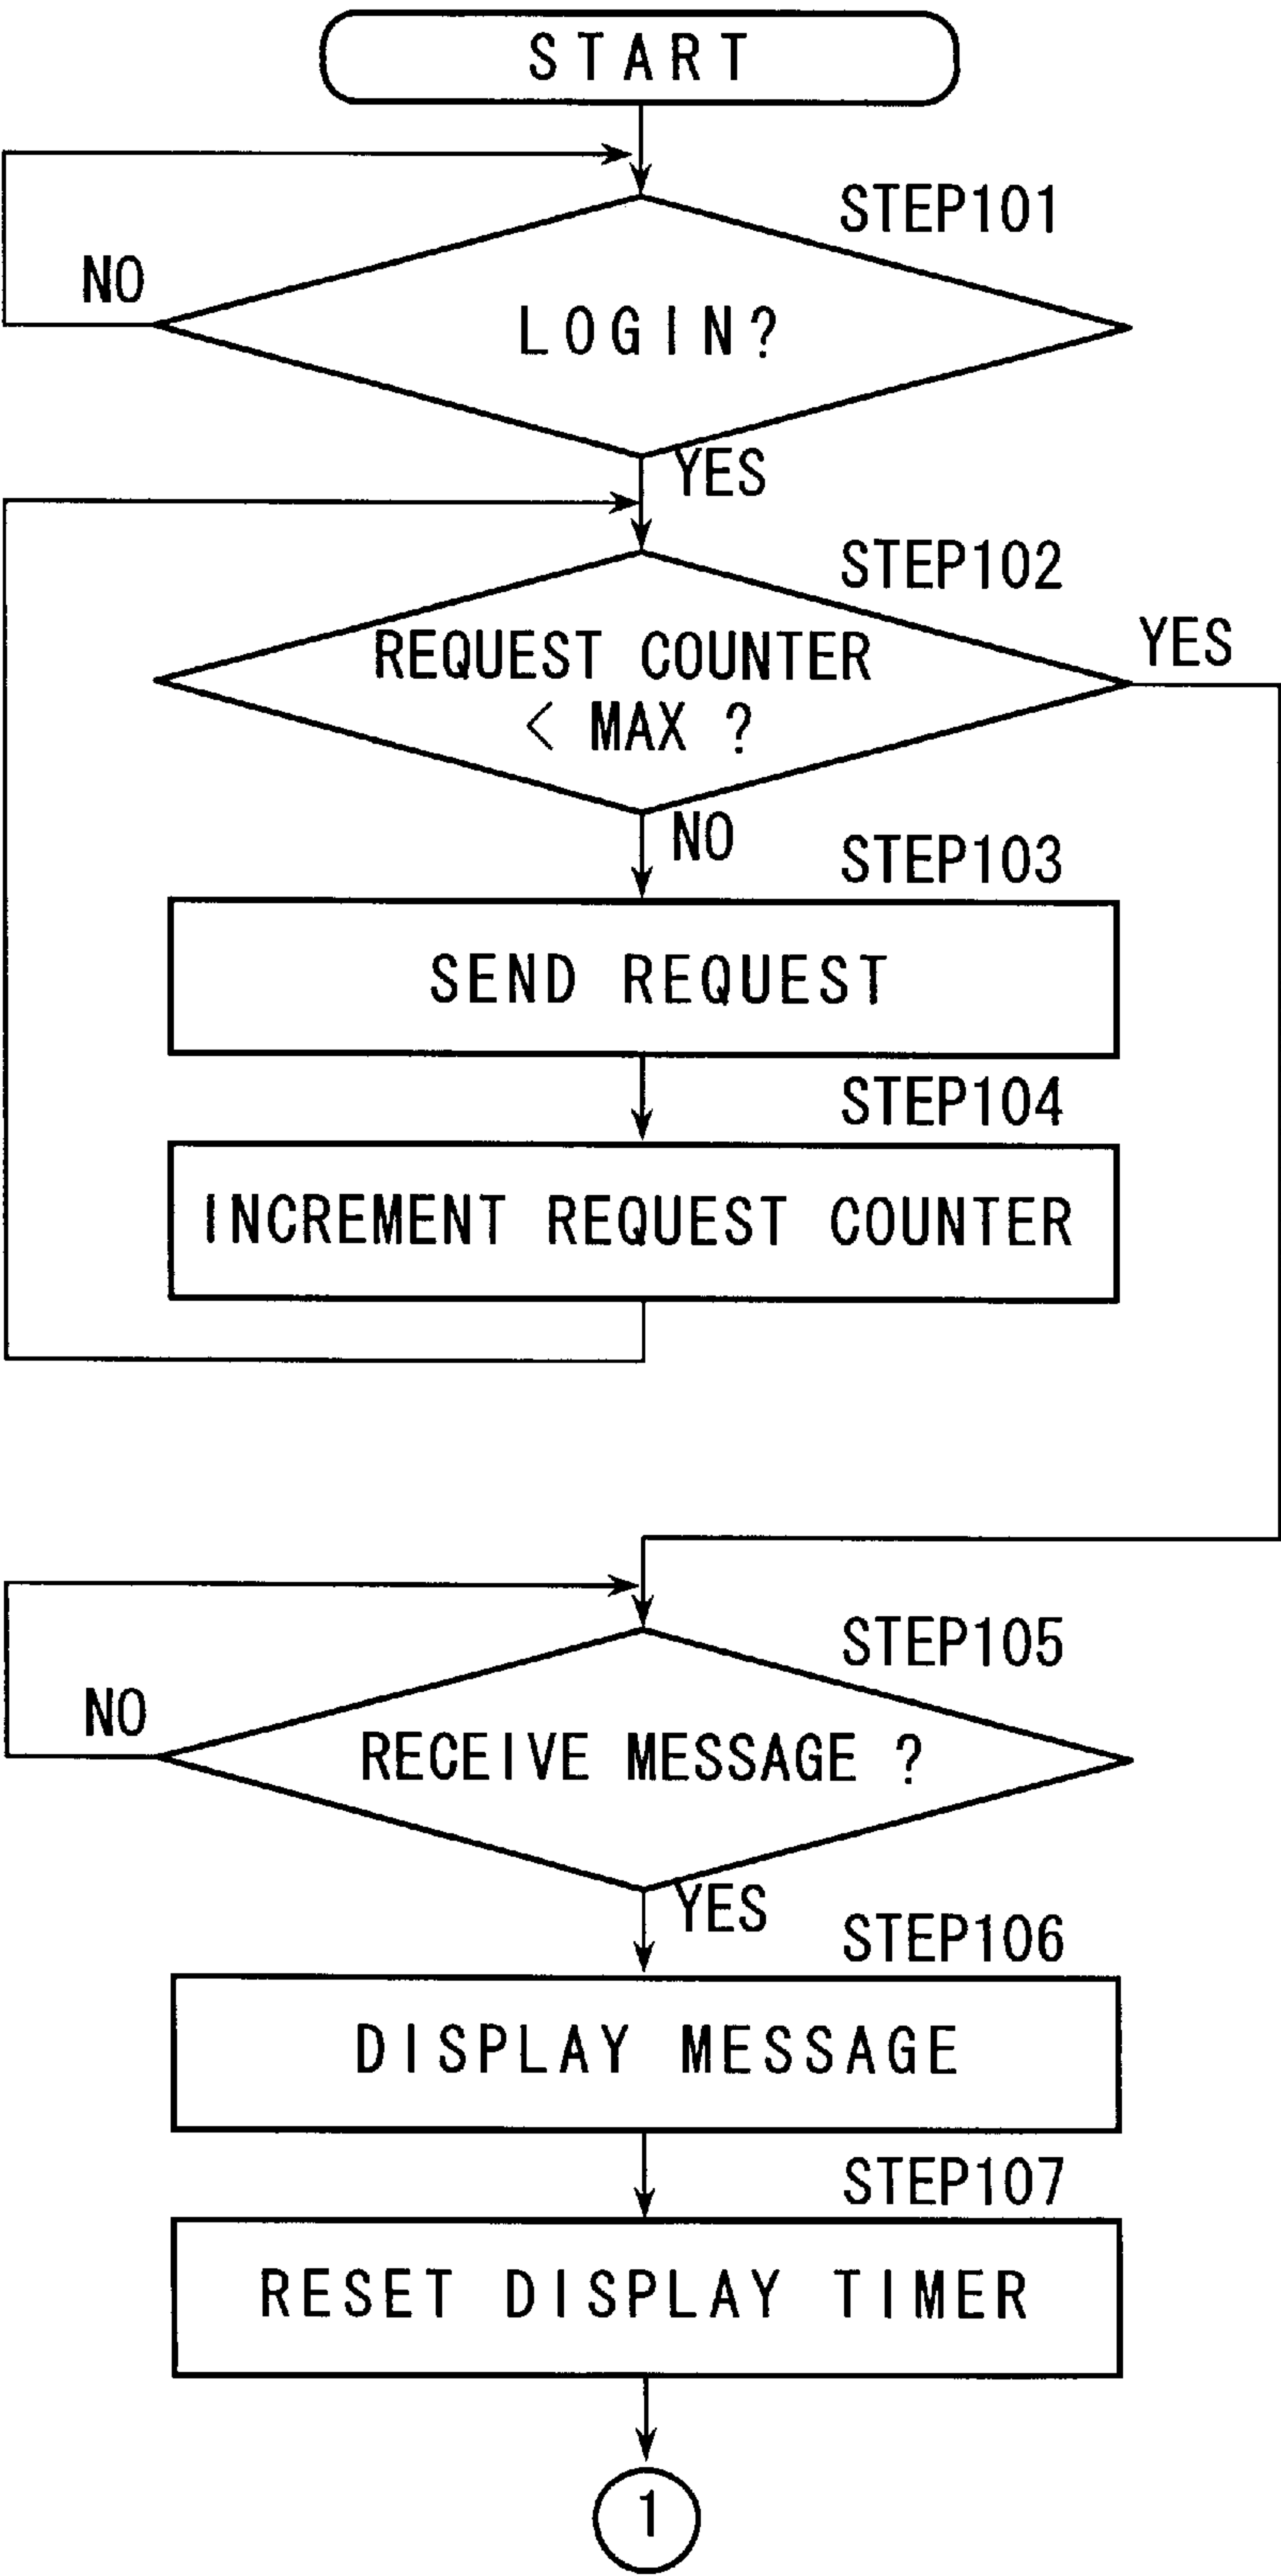 START
STEP101
NO
LOGIN?
YES
STEP102
YES
REQUEST COUNTER
< MAX ?
NO
STEP103
SEND REQUEST
STEP104
INCREMENT REQUEST COUNTER
STEP105
NO
RECEIVE MESSAGE ?
YES
STEP106
DISPLAY MESSAGE
STEP107
RESET DISPLAY TIMER
1